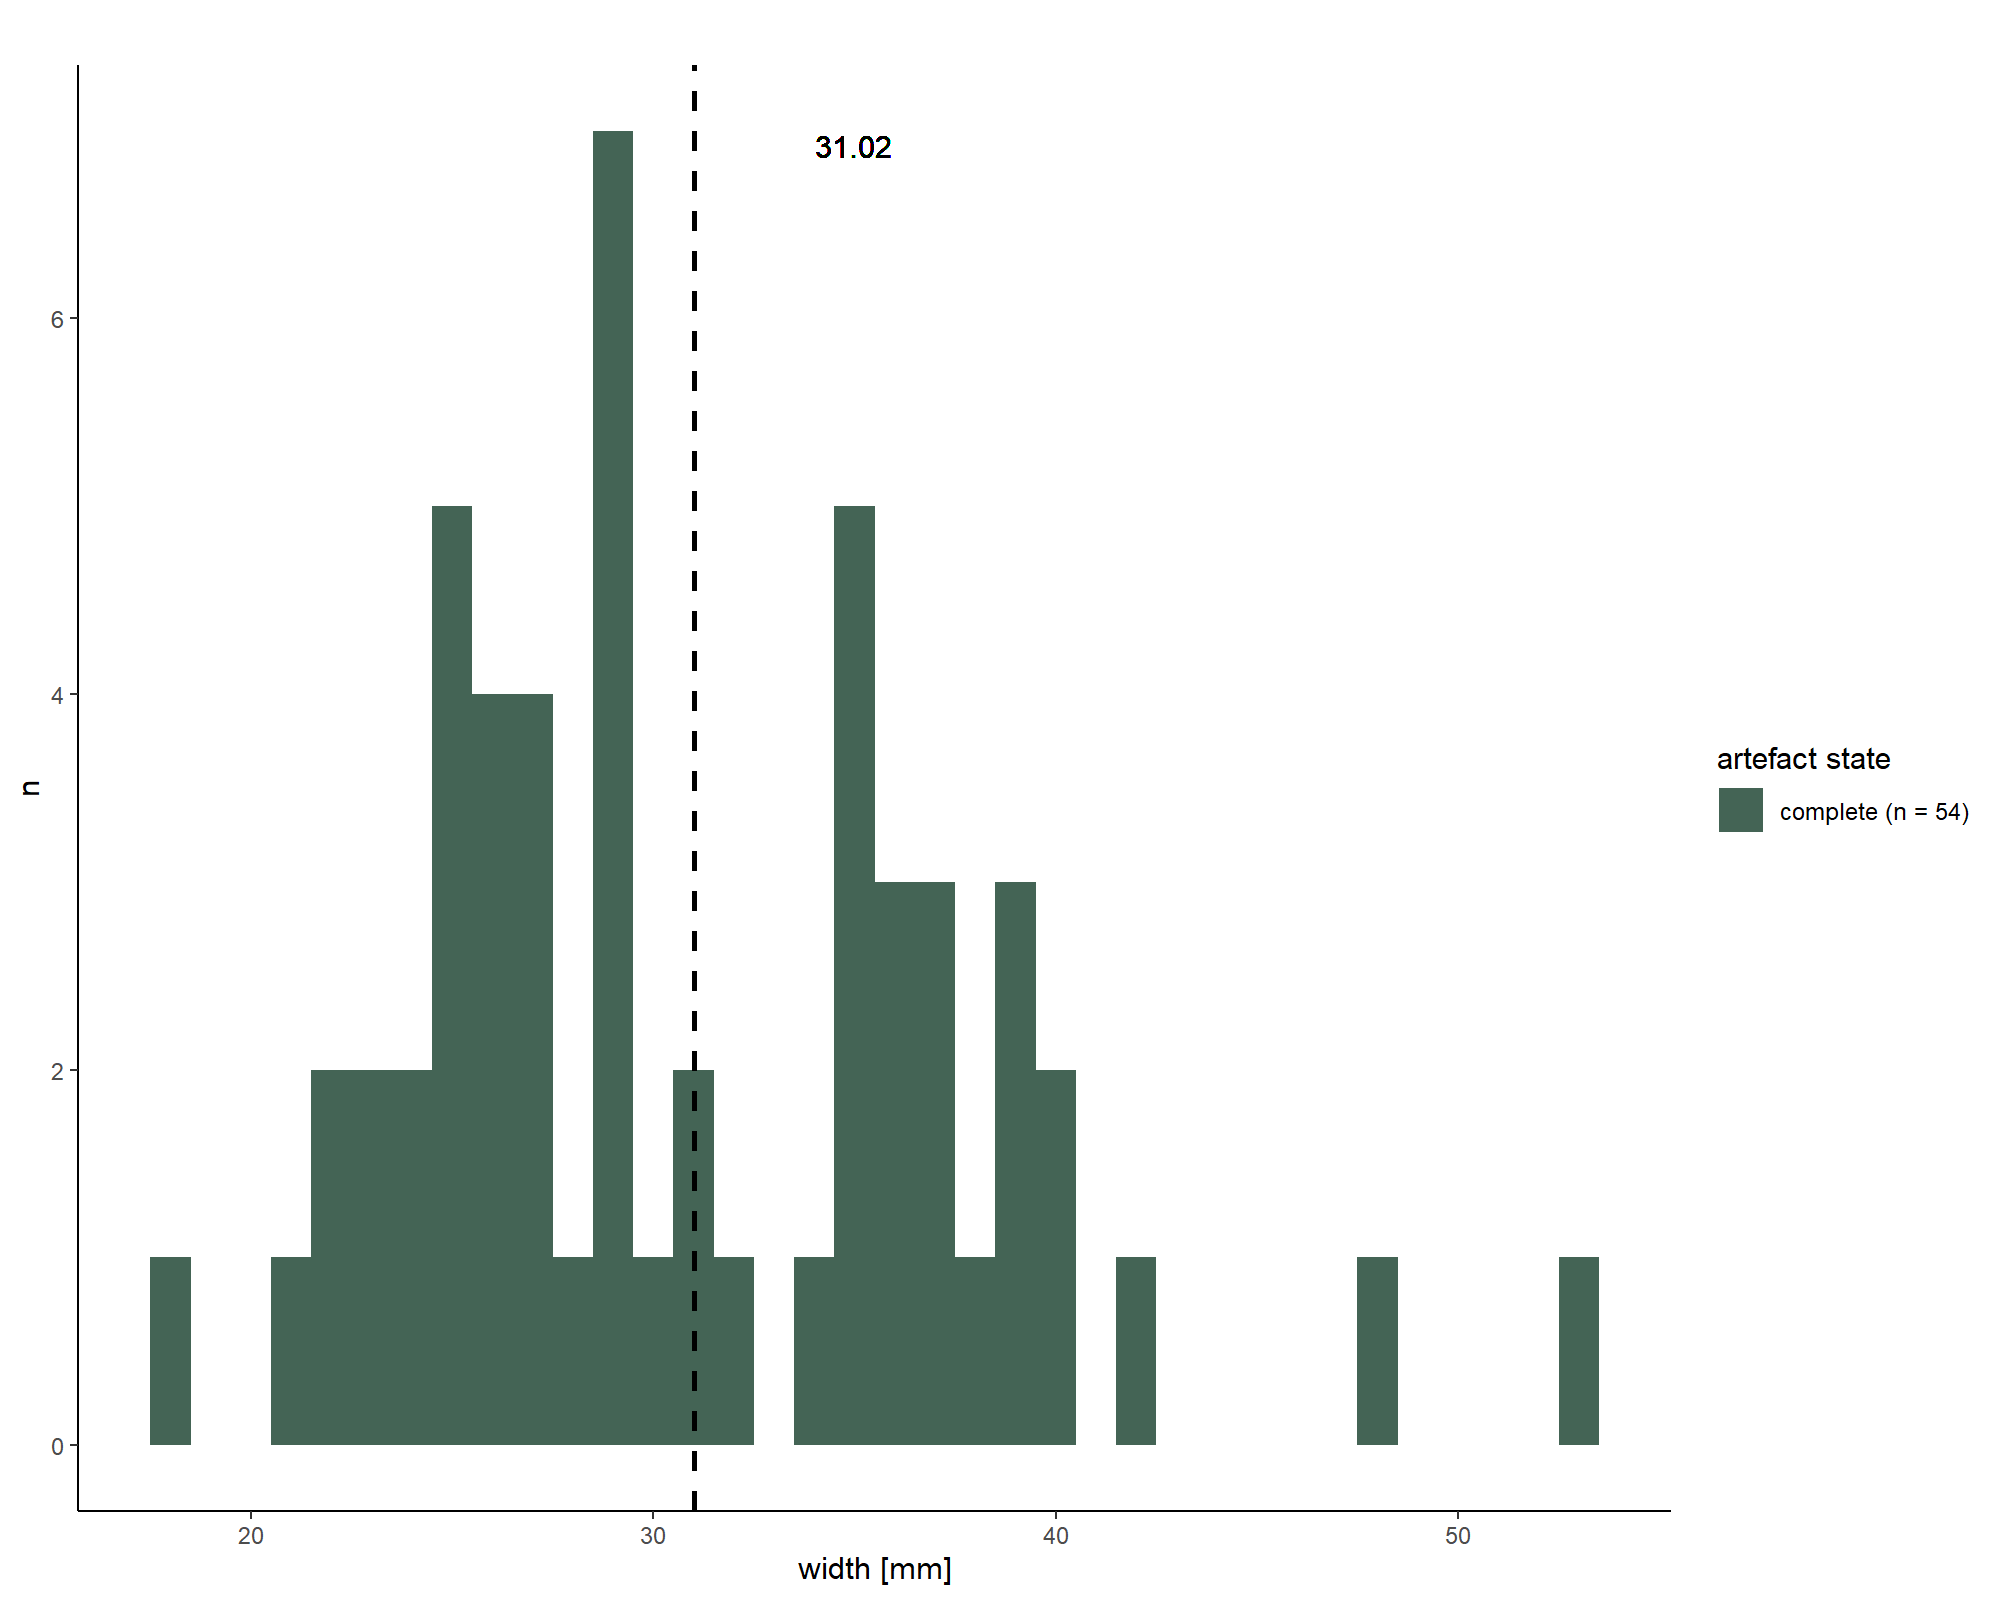 31.02
6
4
2
0
n
20 30 40 50
width [mm]
artefact state
complete (n = 54)